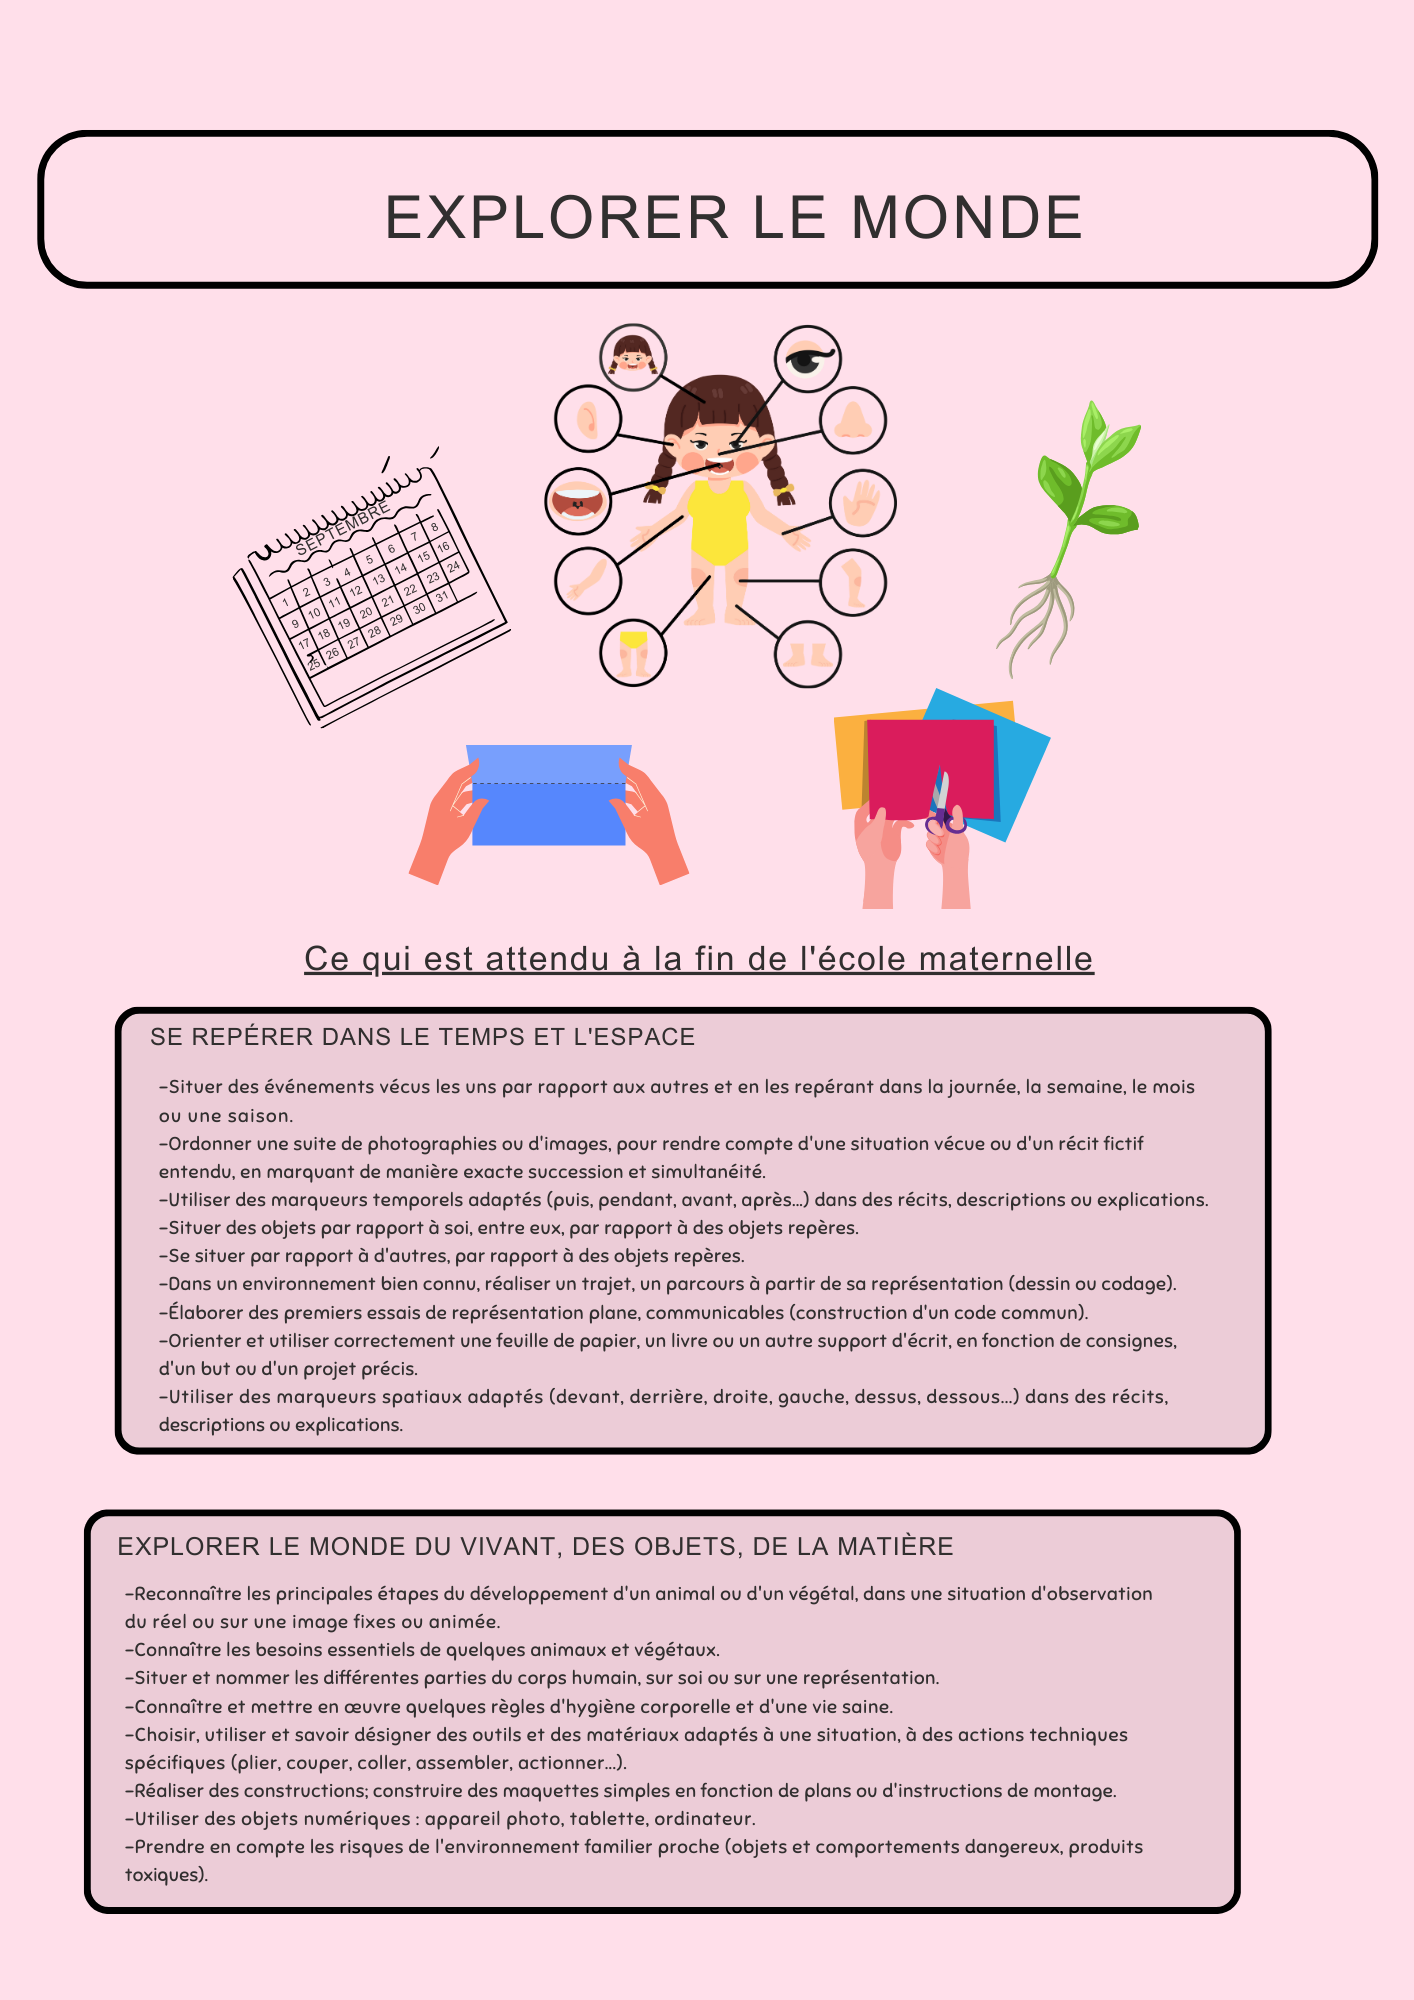 EXPLORER LE MONDE
SEPTEMBRE
1 2 3 4 5 6 7 8
9 10 11 12 13 14 15 16
17 18 19 20 21 22 23 24
25 26 27 28 29 30 31
Ce qui est attendu à la fin de l'école maternelle
SE REPÉRER DANS LE TEMPS ET L'ESPACE
-Situer des événements vécus les uns par rapport aux autres et en les repérant dans la journée, la semaine, le mois
ou une saison.
-Ordonner une suite de photographies ou d'images, pour rendre compte d'une situation vécue ou d'un récit fictif
entendu, en marquant de manière exacte succession et simultanéité.
-Utiliser des marqueurs temporels adaptés (puis, pendant, avant, après...) dans des récits, descriptions ou explications.
-Situer des objets par rapport à soi, entre eux, par rapport à des objets repères.
-Se situer par rapport à d'autres, par rapport à des objets repères.
-Dans un environnement bien connu, réaliser un trajet, un parcours à partir de sa représentation (dessin ou codage).
-Élaborer des premiers essais de représentation plane, communicables (construction d'un code commun).
-Orienter et utiliser correctement une feuille de papier, un livre ou un autre support d'écrit, en fonction de consignes,
d'un but ou d'un projet précis.
-Utiliser des marqueurs spatiaux adaptés (devant, derrière, droite, gauche, dessus, dessous...) dans des récits,
descriptions ou explications.
EXPLORER LE MONDE DU VIVANT, DES OBJETS, DE LA MATIÈRE
-Reconnaître les principales étapes du développement d'un animal ou d'un végétal, dans une situation d'observation
du réel ou sur une image fixes ou animée.
-Connaître les besoins essentiels de quelques animaux et végétaux.
-Situer et nommer les différentes parties du corps humain, sur soi ou sur une représentation.
-Connaître et mettre en œuvre quelques règles d'hygiène corporelle et d'une vie saine.
-Choisir, utiliser et savoir désigner des outils et des matériaux adaptés à une situation, à des actions techniques
spécifiques (plier, couper, coller, assembler, actionner...).
-Réaliser des constructions; construire des maquettes simples en fonction de plans ou d'instructions de montage.
-Utiliser des objets numériques : appareil photo, tablette, ordinateur.
-Prendre en compte les risques de l'environnement familier proche (objets et comportements dangereux, produits
toxiques).